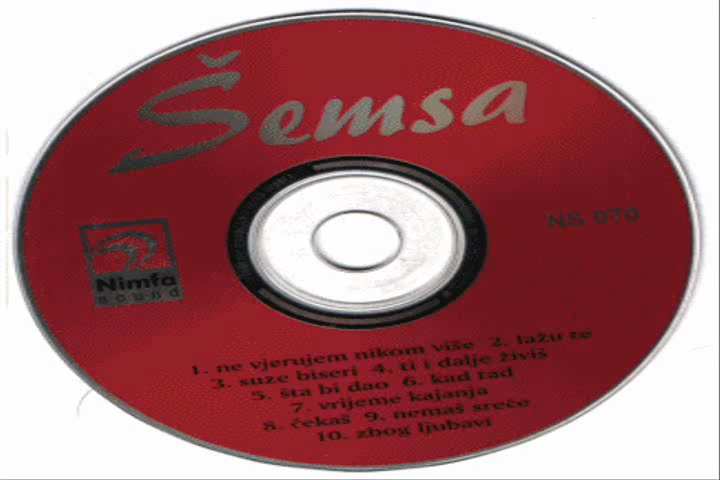 Šemsa
NS 070
Nimfa
sound
1. ne vjerujem nikom više 2. lažu te
3. suze biseri 4. ti i dalje živiš
5. šta bi dao 6. kad tad
7. vrijeme kajanja
8. čekaš 9. nemaš sreće
10. zbog ljubavi